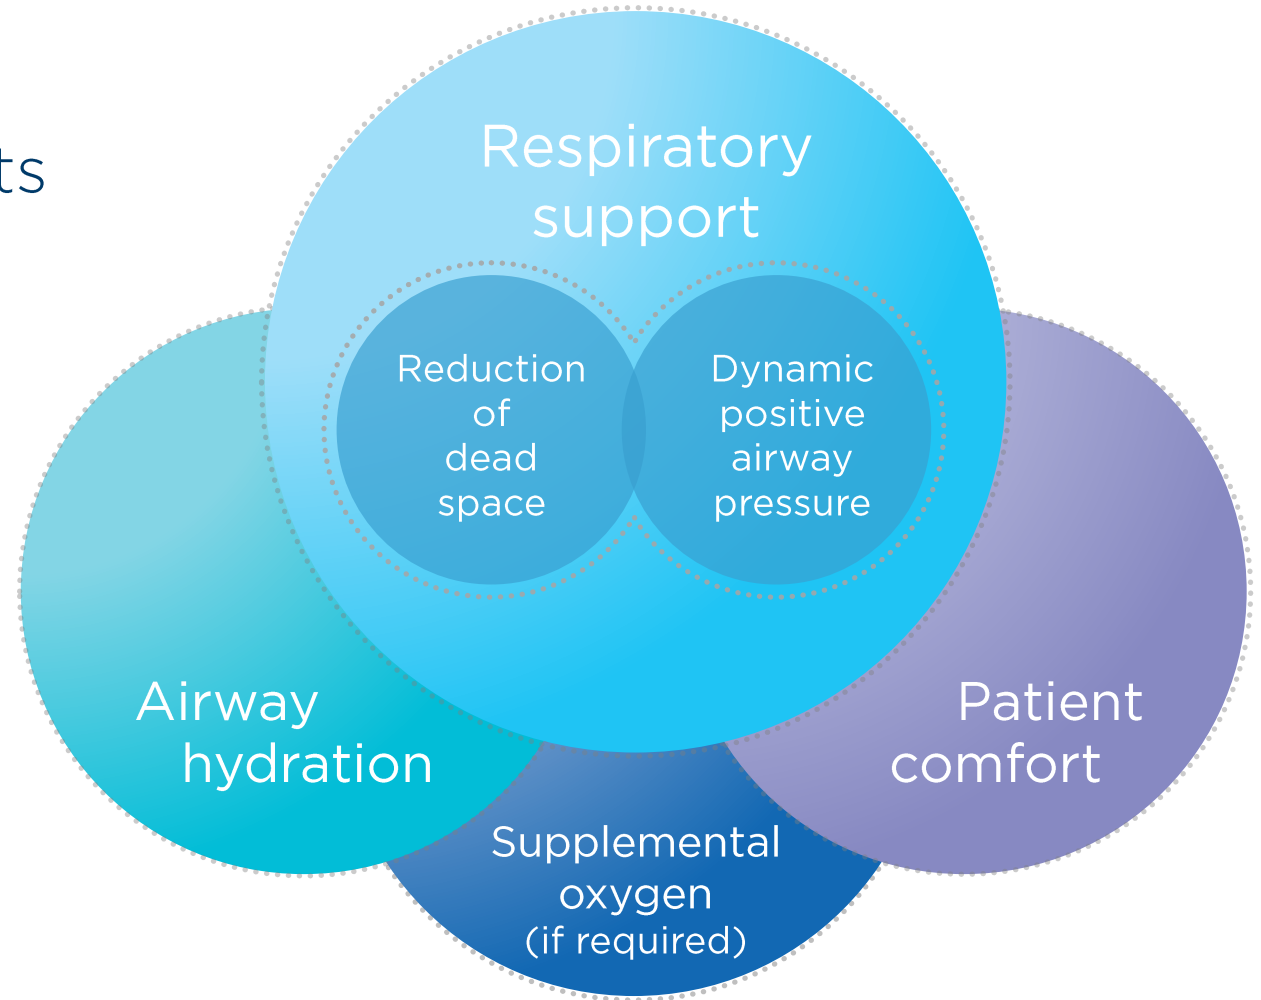 ts
Respiratory
support
Reduction
of
dead
space
Dynamic
positive
airway
pressure
Airway
hydration
Patient
comfort
Supplemental
oxygen
(if required)